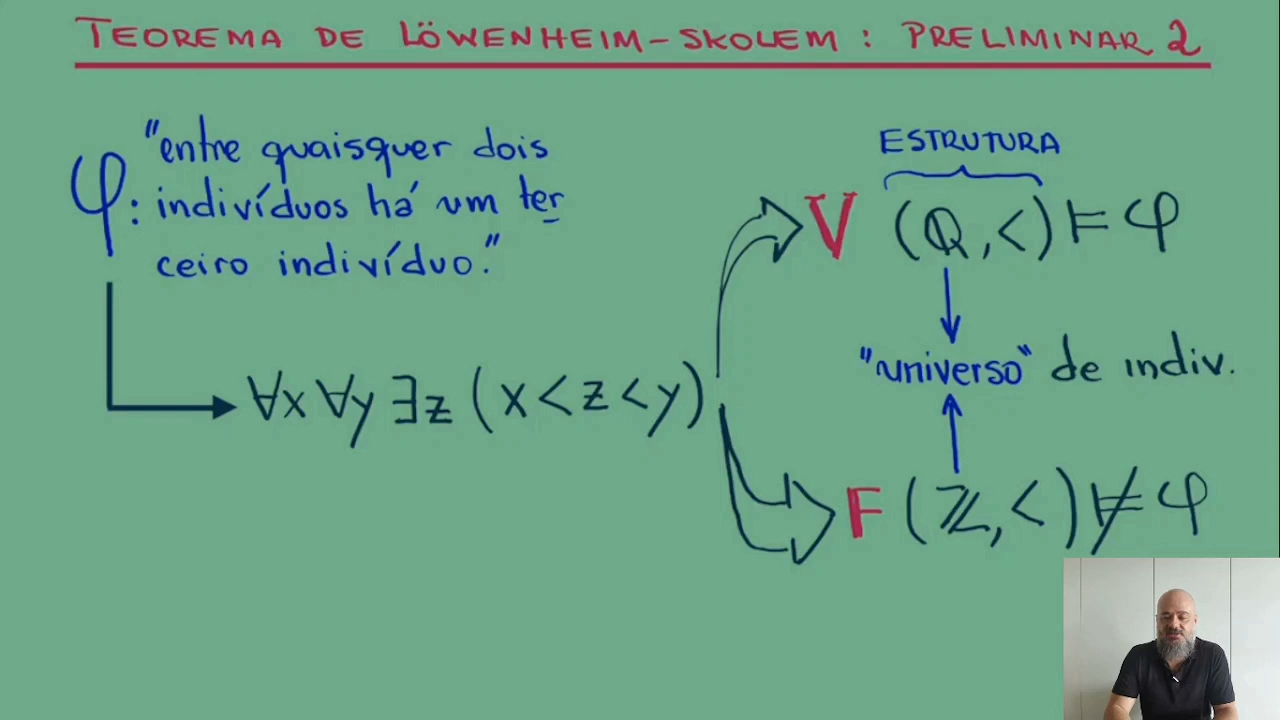 TEOREMA DE LÖWENHEIM-SKOLEM: PRELIMINAR 2
φ: "entre quaisquer dois
indivíduos há um ter
ceiro indivíduo."
∀x ∀y ∃z (x < z < y)
ESTRUTURA
V (ℚ, <) ⊨ φ
"universo" de indiv.
F (ℤ, <) ⊭ φ